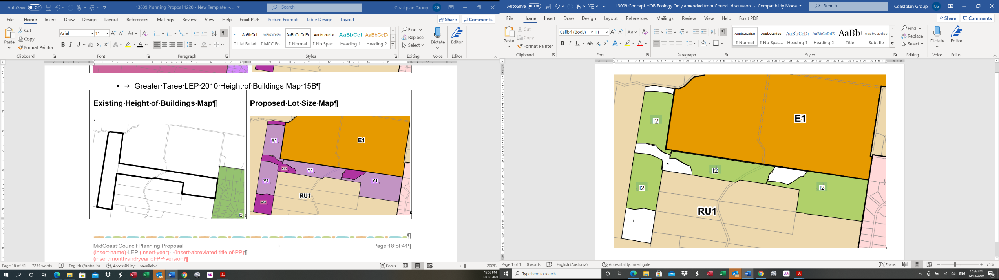 AutoSave Off 13009 Planning Propoal 1220 - New Template -... Search Coastplan Group CG
File Home Insert Draw Design Layout References Mailings Review View Help Foxit PDF Picture Format Table Design Layout Share Comments
Paste Cut Copy Format Painter
Arial 11
AaBbCcI AaBbCcDdEe AaBbCcDdEe AaBbCcDdEe AaBbCcI AaBbCcDc
¶ List Bullet ¶ MCC Fo... ¶ Normal ¶ No Spac... Heading 1 Heading 2
Find Replace Select Dictate Editor
Clipboard Font Paragraph Styles Editing Voice Editor
Greater·Taree·LEP·2010·Height·of·Buildings·Map·15B¶
Existing·Height·of·Buildings·Map¶
Proposed·Lot·Size·Map¶
I2
Y1
E1
AB3
Y1
Y1
Y1
RU1
AB3
MidCoast·Council·Planning·Proposal → Page·18·of·41¶
(insert·name)·LEP·(insert·year)·-·(insert·abreviated·title·of·PP)¶
(insert·month·and·year·of·PP·version)¶
Page 18 of 41 7234 words English (Australia) Accessibility: Unavailable Focus 200%
12:26 PM
12/12/2020
AutoSave Off 13009 Concept HOB Ecology Only amended from Council discussion - Compatibility Mode Search Coastplan Group CG
File Home Insert Draw Design Layout References Mailings Review View Help Foxit PDF Share Comments
Paste Cut Copy Format Painter
Calibri (Body) 11
AaBbCcDdEe AaBbCcDdEe AaBbCcDc AaBbCcDdE AaBb( AaBbCcDdEe
¶ Normal ¶ No Spac... Heading 1 Heading 2 Title Subtitle
Find Replace Select Dictate Editor
Clipboard Font Paragraph Styles Editing Voice Editor
I2
E1
I2
I2
I2
RU1
Page 1 of 1 0 words English (Australia) Accessibility: Investigate Focus 75%
Type here to search ENG 12:26 PM
12/12/2020